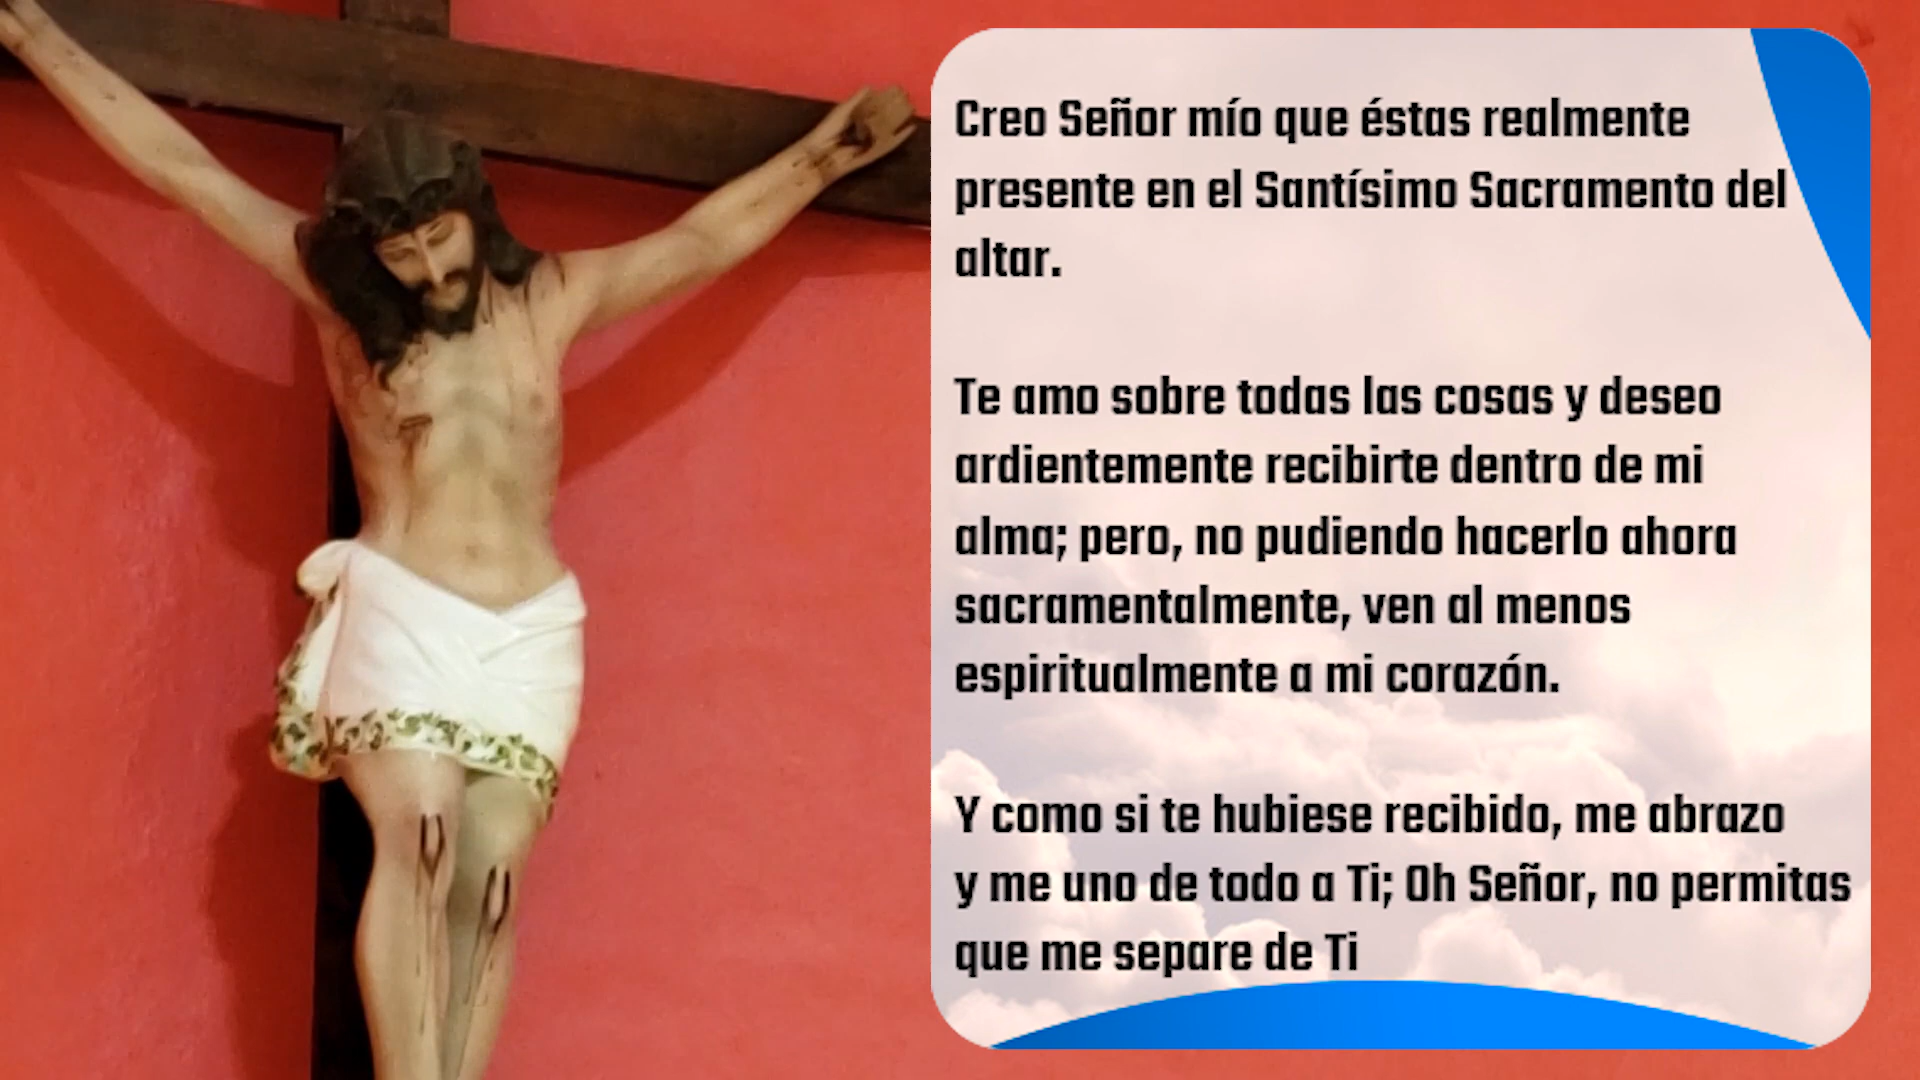 Creo Señor mío que éstas realmente
presente en el Santísimo Sacramento del
altar.
Te amo sobre todas las cosas y deseo
ardientemente recibirte dentro de mi
alma; pero, no pudiendo hacerlo ahora
sacramentalmente, ven al menos
espiritualmente a mi corazón.
Y como si te hubiese recibido, me abrazo
y me uno de todo a Ti; Oh Señor, no permitas
que me separe de Ti